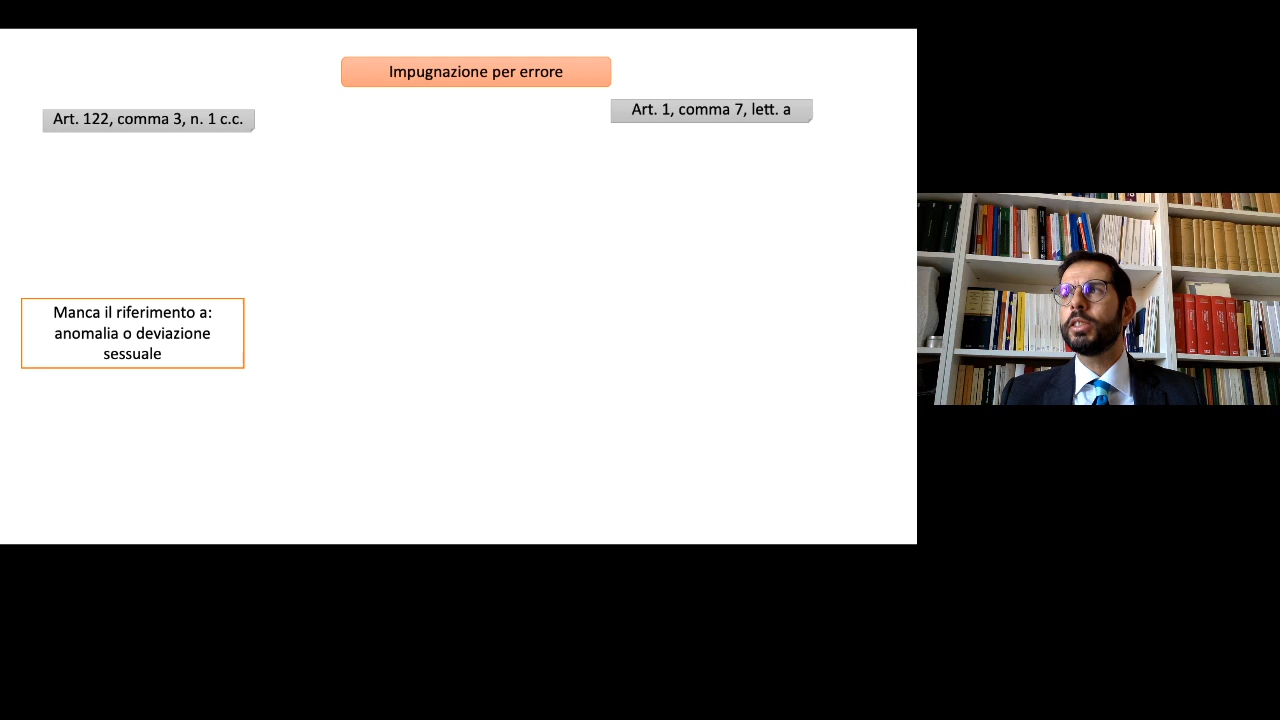 Impugnazione per errore
Art. 122, comma 3, n. 1 c.c.
Art. 1, comma 7, lett. a
Manca il riferimento a:
anomalia o deviazione
sessuale